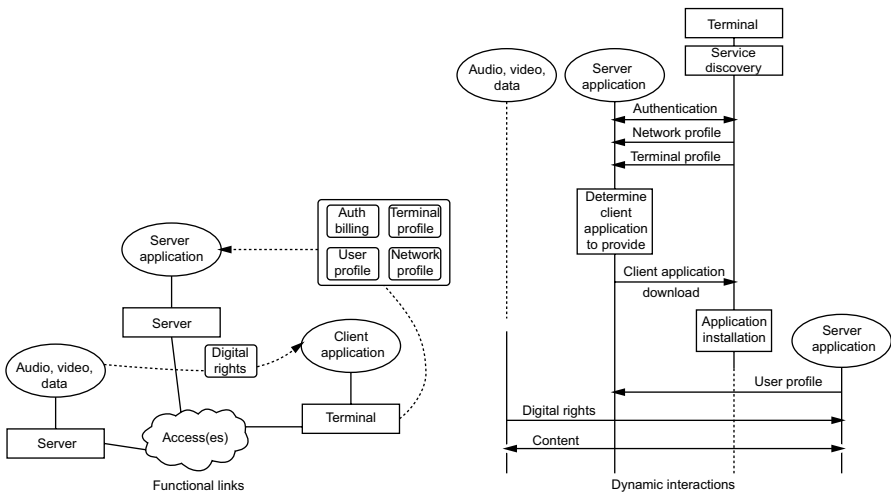 Auth
billing
Terminal
profile
User
profile
Network
profile
Server
application
Server
Digital
rights
Client
application
Audio, video,
data
Terminal
Server
Access(es)
Functional links
Terminal
Service
discovery
Audio, video,
data
Server
application
Authentication
Network profile
Terminal profile
Determine
client
application
to provide
Client application
download
Application
installation
Server
application
User profile
Digital rights
Content
Dynamic interactions